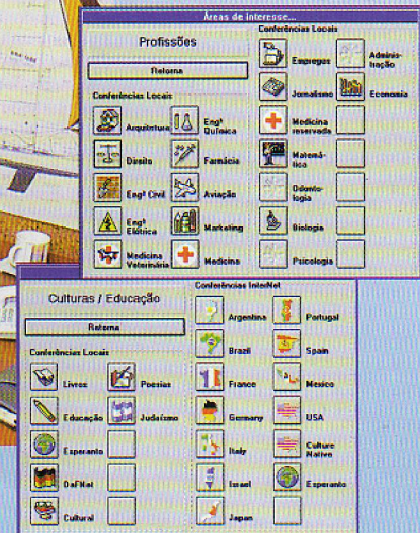 Áreas de interesse...
Profissões
Retorna
Conferências Locais
Arquitetura
Engª Química
Direito
Farmácia
Engª Civil
Aviação
Engª Elétrica
Marketing
Medicina Veterinária
Medicina
Conferências Locais
Empregos
Adminis-
tração
Jornalismo
Economia
Medicina
reservada
Matemá-
tica
Odonto-
logia
Biologia
Psicologia
Culturas / Educação
Retorna
Conferências Locais
Livros
Poesias
Educação
Judaísmo
Esperanto
DaFNet
Cultural
Conferências InterNet
Argentina
Portugal
Brazil
Spain
France
Mexico
Germany
USA
Italy
Culture
Native
Israel
Esperanto
Japan